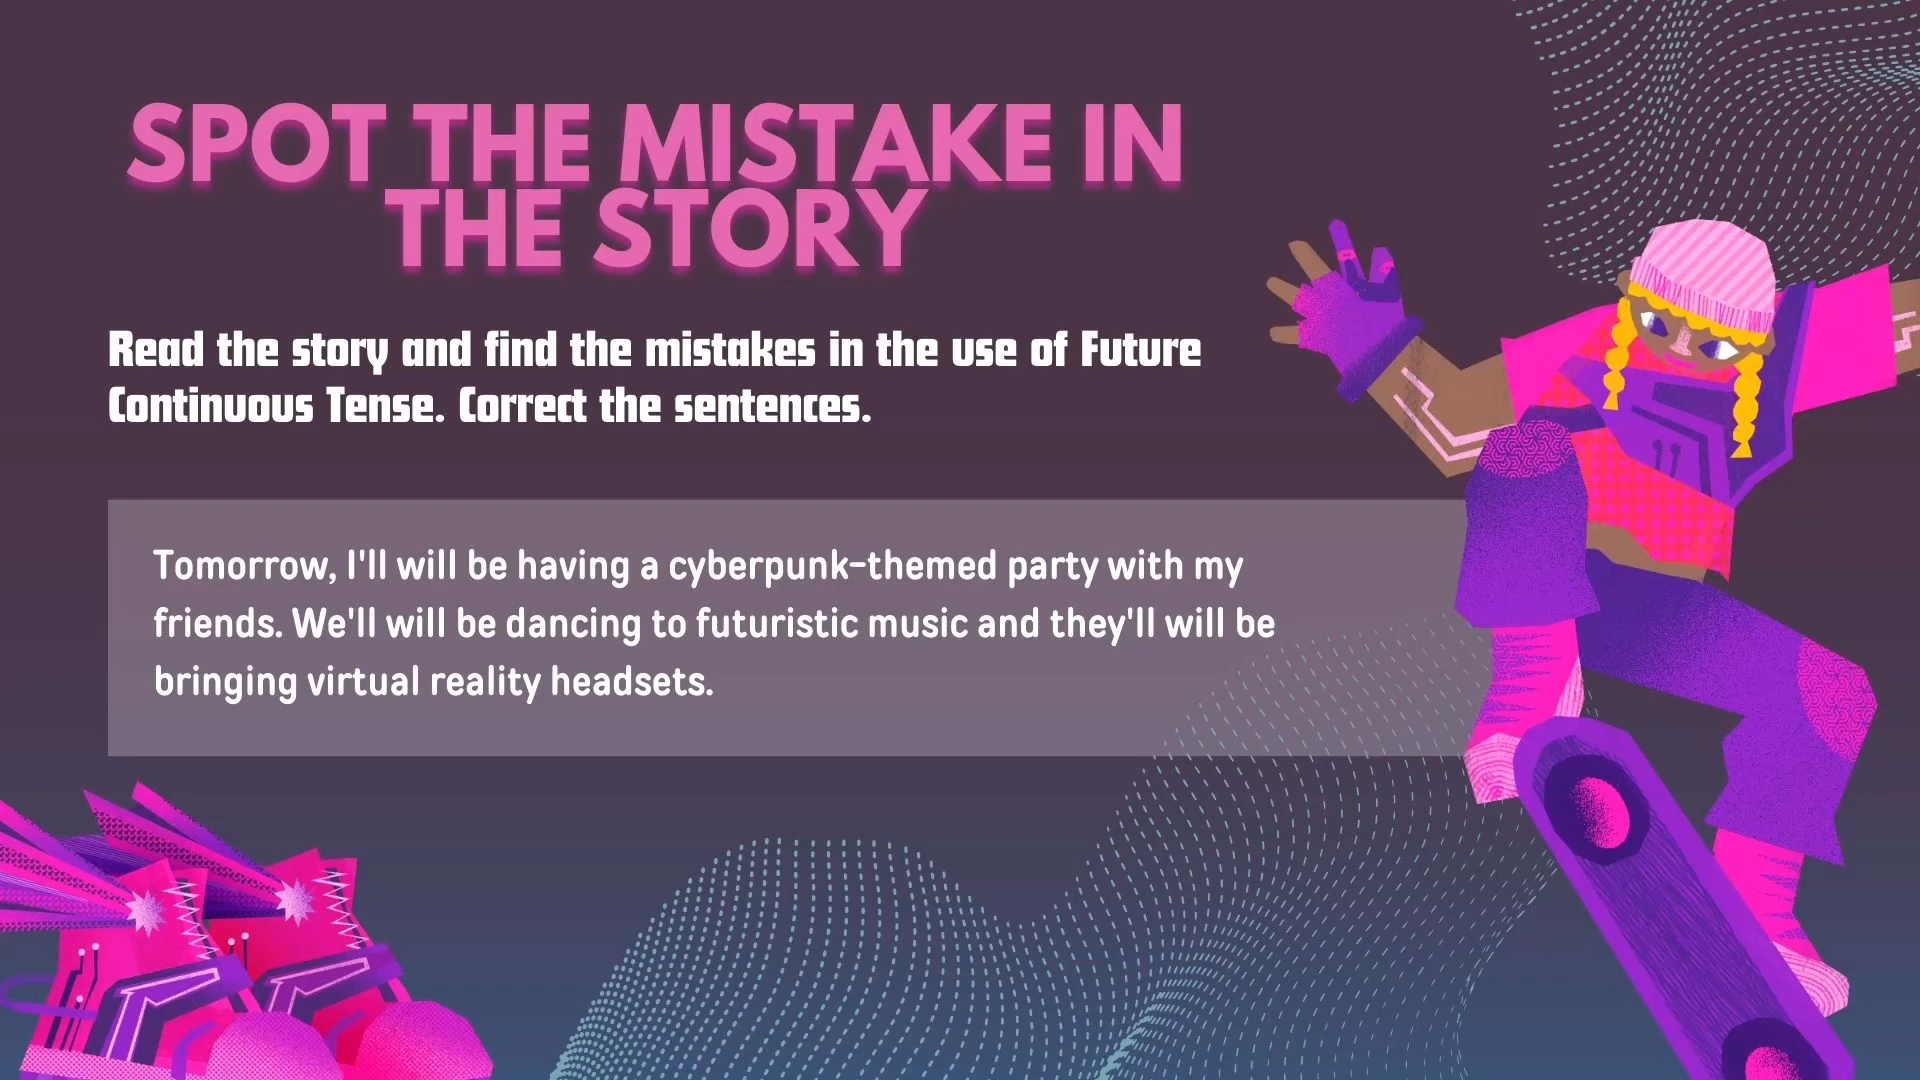 SPOT THE MISTAKE IN
THE STORY
Read the story and find the mistakes in the use of Future
Continuous Tense. Correct the sentences.
Tomorrow, I'll will be having a cyberpunk-themed party with my
friends. We'll will be dancing to futuristic music and they'll will be
bringing virtual reality headsets.